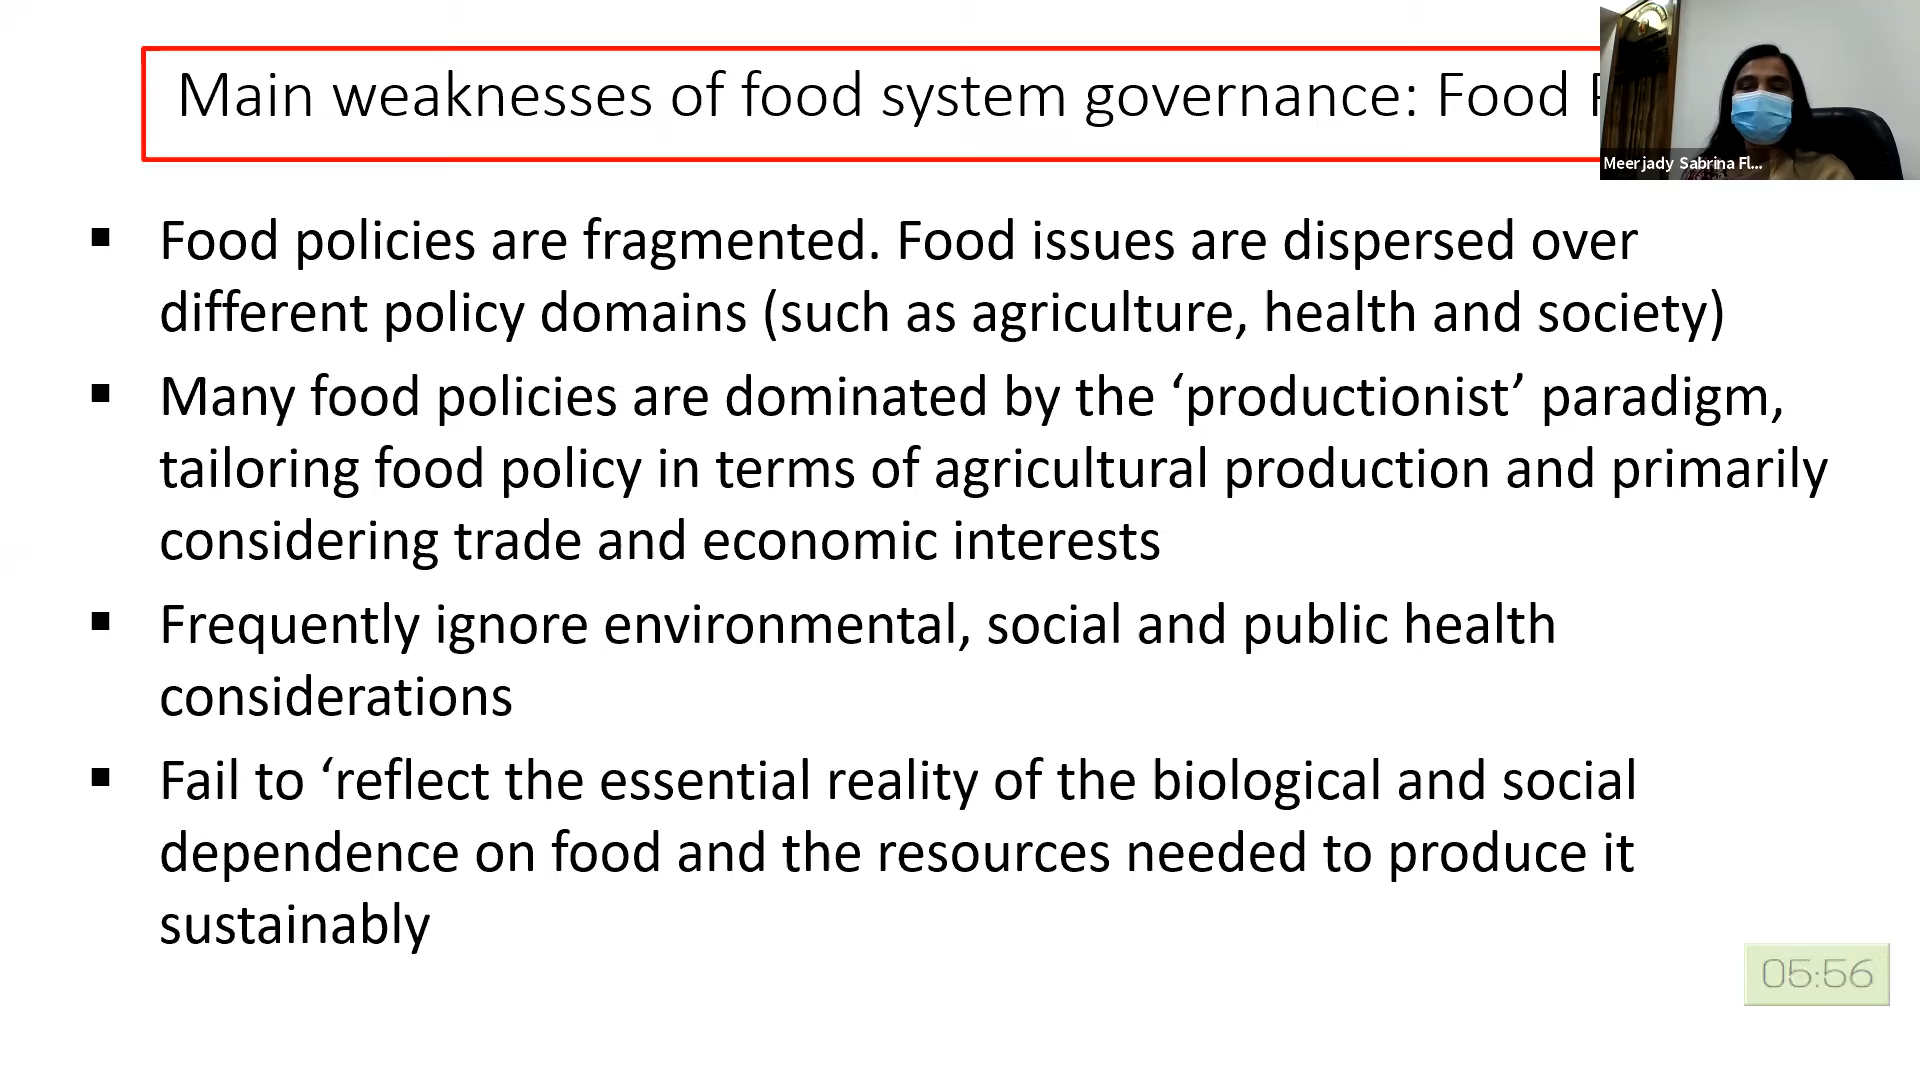 Main weaknesses of food system governance: Food
Meerjady Sabrina Fl...
▪ Food policies are fragmented. Food issues are dispersed over
different policy domains (such as agriculture, health and society)
▪ Many food policies are dominated by the ‘productionist’ paradigm,
tailoring food policy in terms of agricultural production and primarily
considering trade and economic interests
▪ Frequently ignore environmental, social and public health
considerations
▪ Fail to ‘reflect the essential reality of the biological and social
dependence on food and the resources needed to produce it
sustainably
05:56